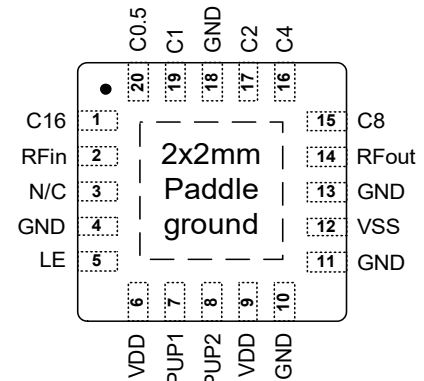 C0.5 C1 GND C2 C4
20 19 18 17 16
C16 1 15 C8
RFin 2 2x2mm 14 RFout
N/C 3 Paddle 13 GND
GND 4 ground 12 VSS
LE 5 11 GND
6 7 8 9 10
VDD PUP1 PUP2 VDD GND